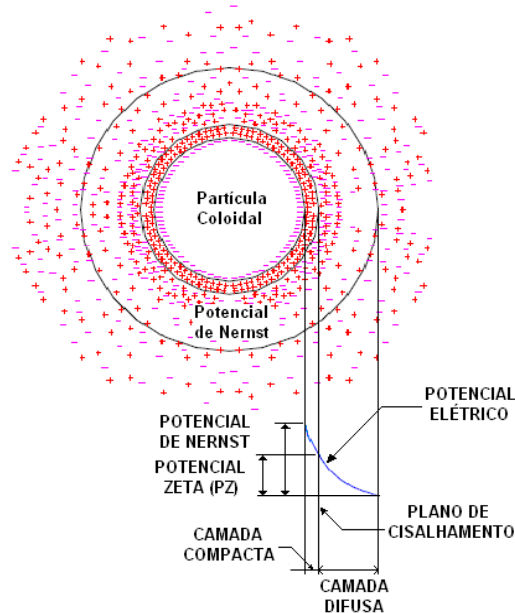 Partícula
Coloidal
Potencial
de Nernst
POTENCIAL
ELÉTRICO
POTENCIAL
DE NERNST
POTENCIAL
ZETA (PZ)
PLANO DE
CISALHAMENTO
CAMADA
COMPACTA
CAMADA
DIFUSA